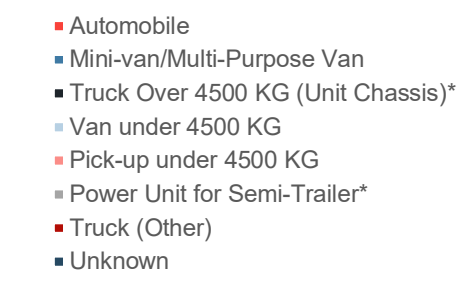 Automobile
Mini-van/Multi-Purpose Van
Truck Over 4500 KG (Unit Chassis)*
Van under 4500 KG
Pick-up under 4500 KG
Power Unit for Semi-Trailer*
Truck (Other)
Unknown